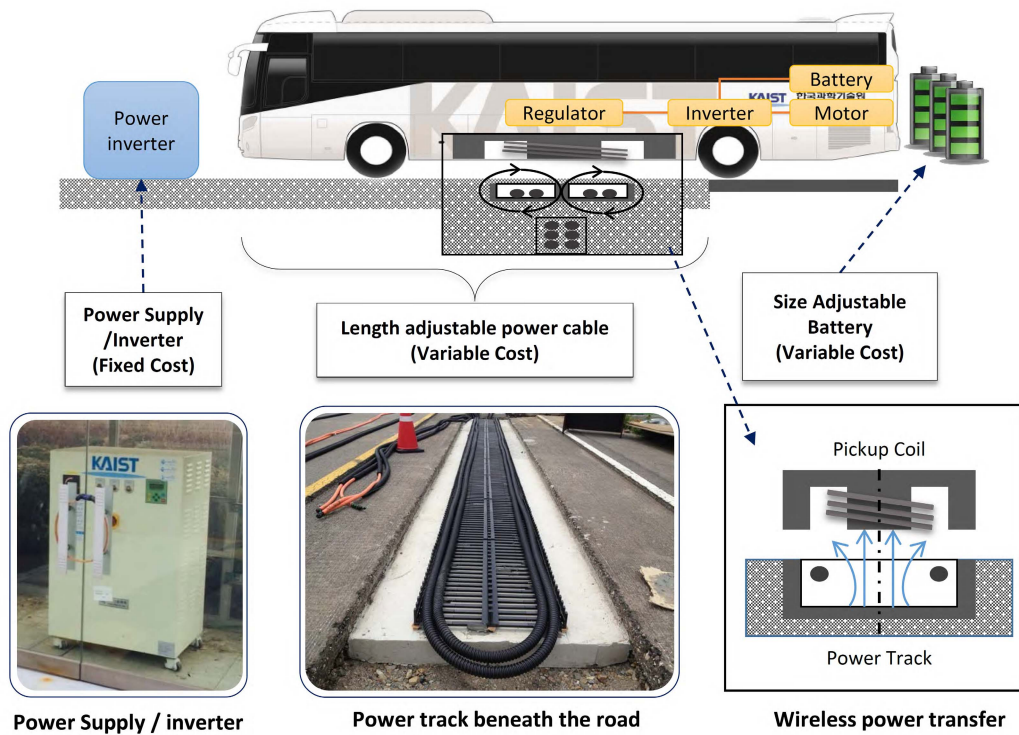 Power
inverter
KAIST 한국과학기술원
Battery
Regulator
Inverter
Motor
Power Supply
/Inverter
(Fixed Cost)
Length adjustable power cable
(Variable Cost)
Size Adjustable
Battery
(Variable Cost)
KAIST
Pickup Coil
Power Track
Power Supply / inverter
Power track beneath the road
Wireless power transfer